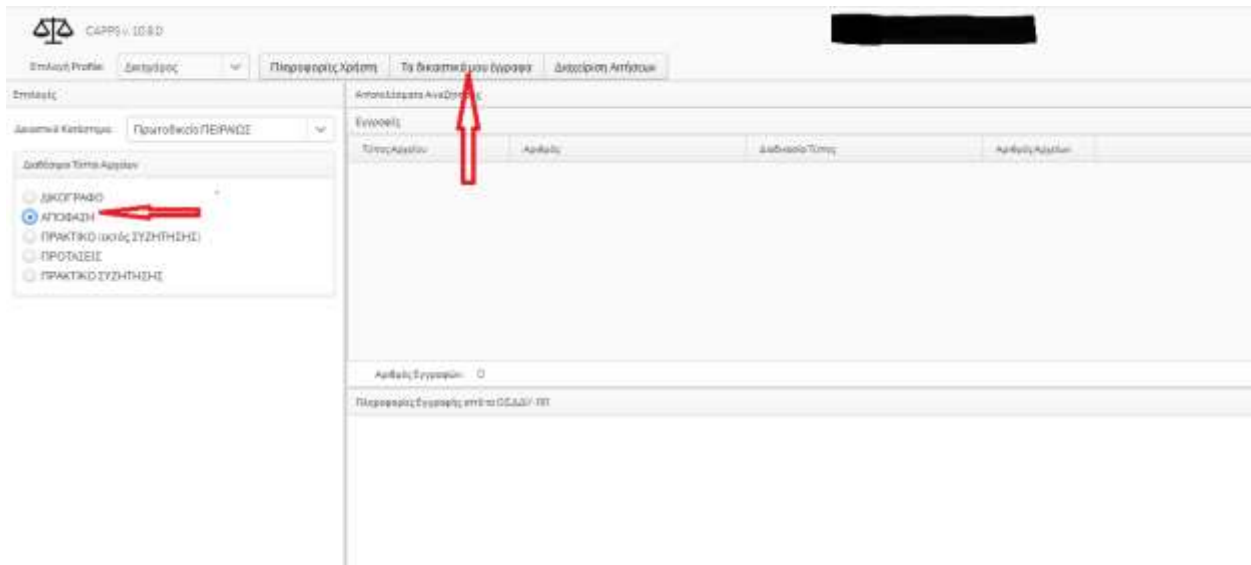 CAPPS v. 1.0.8.0
Επιλογή Profile: Δικηγόρος
Πληροφορίες Χρήστη Τα δικαστικά μου έγγραφα Διαχείριση Αιτήσεων
Επιλογές
Δικαστικό Κατάστημα: Πρωτοδικείο ΠΕΙΡΑΙΩΣ
Διαθέσιμοι Τύποι Αρχείων
ΔΙΚΟΓΡΑΦΟ
ΑΠΟΦΑΣΗ
ΠΡΑΚΤΙΚΟ (εκτός ΣΥΖΗΤΗΣΗΣ)
ΠΡΟΤΑΣΕΙΣ
ΠΡΑΚΤΙΚΟ ΣΥΖΗΤΗΣΗΣ
Αποτελέσματα Αναζήτησης
Εγγραφές
Τύπος Αρχείου Αριθμός Διαδικασία Τύπος Αριθμός Αρχείων
Αριθμός Εγγραφών: 0
Πληροφορίες Εγγραφής από το ΟΣΔΔΥ-ΠΠ